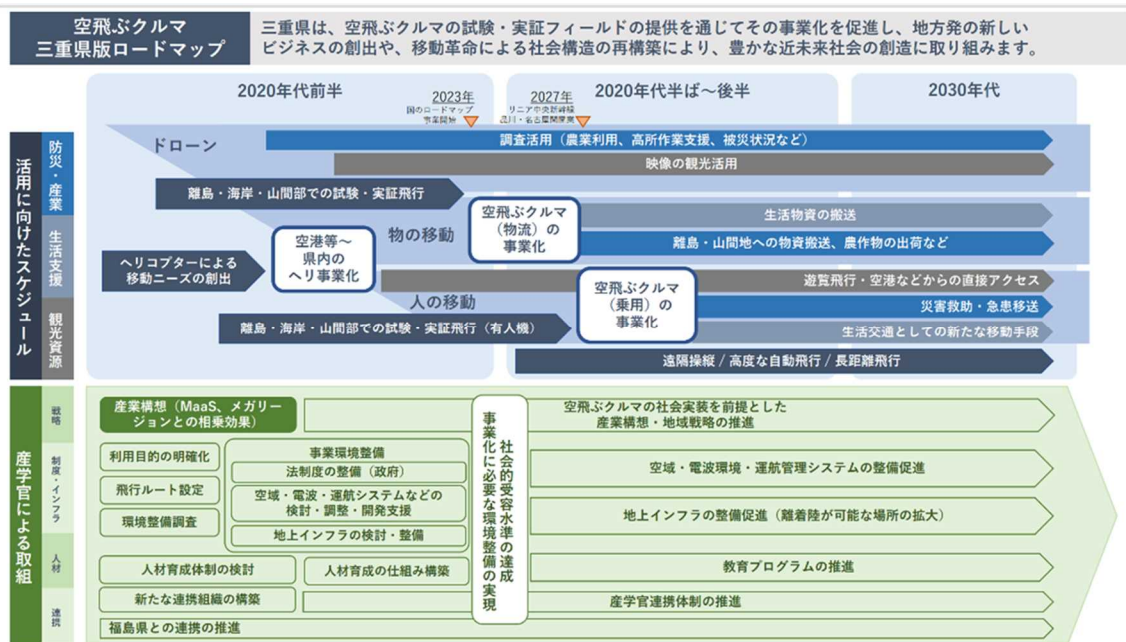 空飛ぶクルマ
三重県版ロードマップ
三重県は、空飛ぶクルマの試験・実証フィールドの提供を通じてその事業化を促進し、地方発の新しい
ビジネスの創出や、移動革命による社会構造の再構築により、豊かな近未来社会の創造に取り組みます。
2020年代前半
2023年
国のロードマップ
事業開始
2027年
リニア中央新幹線
品川・名古屋間開業
2020年代半ば～後半
2030年代
活用に向けたスケジュール
防災・産業
生活支援
観光資源
ドローン
調査活用（農業利用、高所作業支援、被災状況など）
映像の観光活用
離島・海岸・山間部での試験・実証飛行
物の移動
空飛ぶクルマ
（物流）の
事業化
生活物資の搬送
離島・山間地への物資搬送、農作物の出荷など
ヘリコプターによる
移動ニーズの創出
空港等～
県内の
ヘリ事業化
人の移動
遊覧飛行・空港などからの直接アクセス
空飛ぶクルマ
（乗用）の
事業化
災害救助・急患移送
離島・海岸・山間部での試験・実証飛行（有人機）
生活交通としての新たな移動手段
遠隔操縦 / 高度な自動飛行 / 長距離飛行
産学官による取組
戦略
制度・インフラ
人材
連携
産業構想（MaaS、メガリー
ジョンとの相乗効果）
空飛ぶクルマの社会実装を前提とした
産業構想・地域戦略の推進
利用目的の明確化
飛行ルート設定
環境整備調査
事業環境整備
法制度の整備（政府）
空域・電波・運航システムなどの
検討・調整・開発支援
地上インフラの検討・整備
社会的受容水準の達成
事業化に必要な環境整備の実現
空域・電波環境・運航管理システムの整備促進
地上インフラの整備促進（離着陸が可能な場所の拡大）
人材育成体制の検討
人材育成の仕組み構築
教育プログラムの推進
新たな連携組織の構築
産学官連携体制の推進
福島県との連携の推進